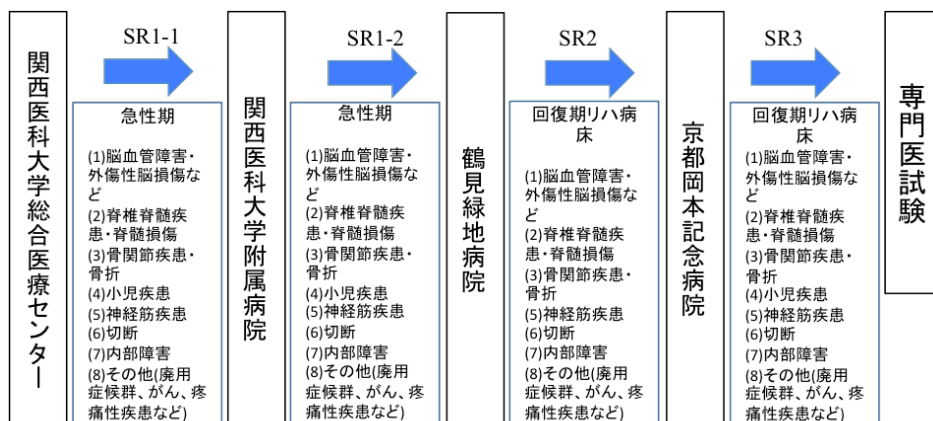 関西医科大学総合医療センター
SR1-1
急性期
(1)脳血管障害・
外傷性脳損傷な
ど
(2)脊椎脊髄疾
患・脊髄損傷
(3)骨関節疾患・
骨折
(4)小児疾患
(5)神経筋疾患
(6)切断
(7)内部障害
(8)その他(廃用
症候群、がん、疼
痛性疾患など)
関西医科大学附属病院
SR1-2
急性期
(1)脳血管障害・
外傷性脳損傷な
ど
(2)脊椎脊髄疾
患・脊髄損傷
(3)骨関節疾患・
骨折
(4)小児疾患
(5)神経筋疾患
(6)切断
(7)内部障害
(8)その他(廃用
症候群、がん、疼
痛性疾患など)
鶴見緑地病院
SR2
回復期リハ病
床
(1)脳血管障害・
外傷性脳損傷な
ど
(2)脊椎脊髄疾
患・脊髄損傷
(3)骨関節疾患・
骨折
(5)神経筋疾患
(6)切断
(7)内部障害
(8)その他(廃用
症候群、がん、疼
痛性疾患など)
京都岡本記念病院
SR3
回復期リハ病
床
(1)脳血管障害・
外傷性脳損傷な
ど
(2)脊椎脊髄疾
患・脊髄損傷
(3)骨関節疾患・
骨折
(4)小児疾患
(5)神経筋疾患
(6)切断
(7)内部障害
(8)その他(廃用
症候群、がん、疼
痛性疾患など)
専門医試験